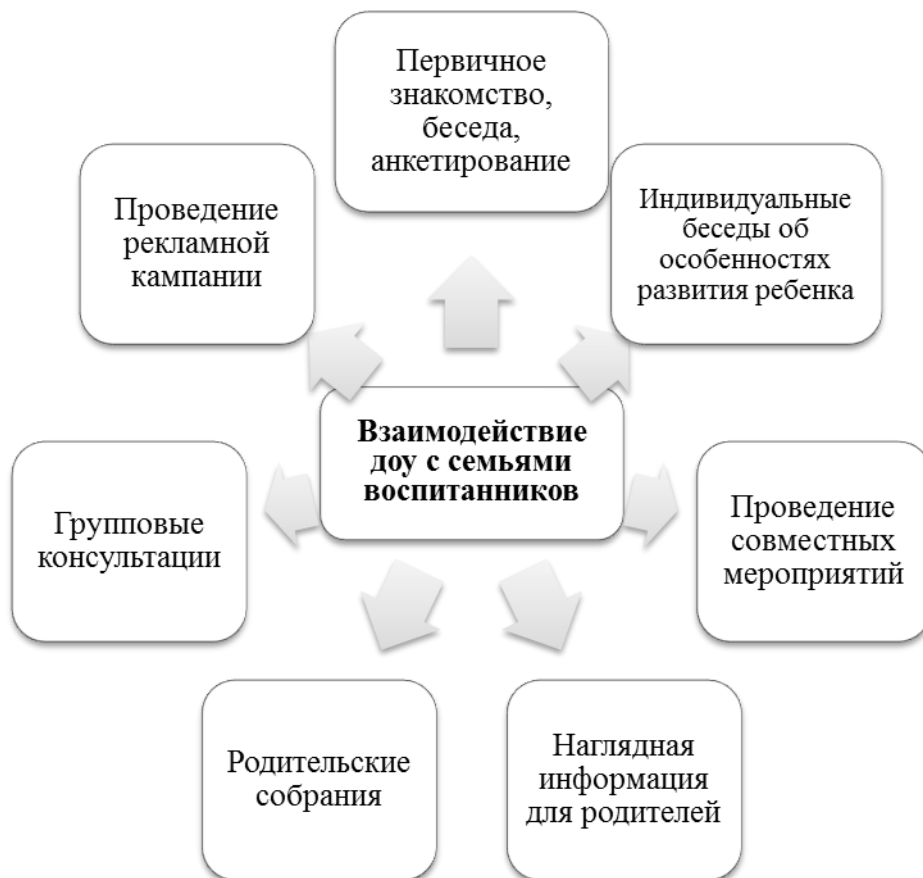 Первичное
знакомство,
беседа,
анкетирование
Проведение
рекламной
кампании
Индивидуальные
беседы об
особенностях
развития ребенка
Взаимодействие
доу с семьями
воспитанников
Групповые
консультации
Проведение
совместных
мероприятий
Родительские
собрания
Наглядная
информация
для родителей